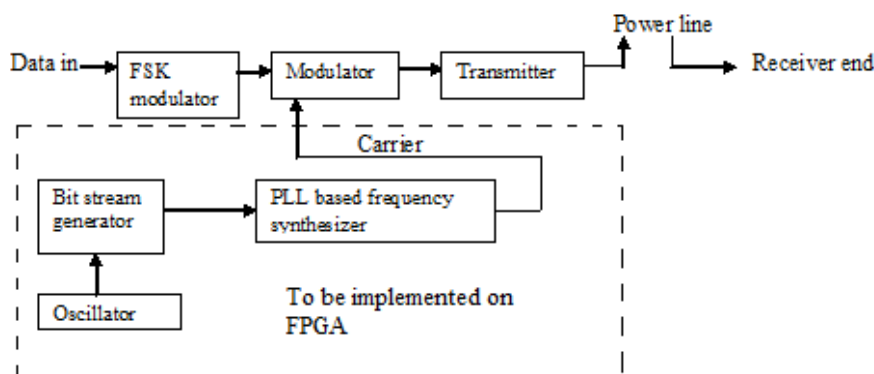 Power line
Data in
FSK
modulator
Modulator
Transmitter
Receiver end
Carrier
Bit stream
generator
PLL based frequency
synthesizer
Oscillator
To be implemented on
FPGA